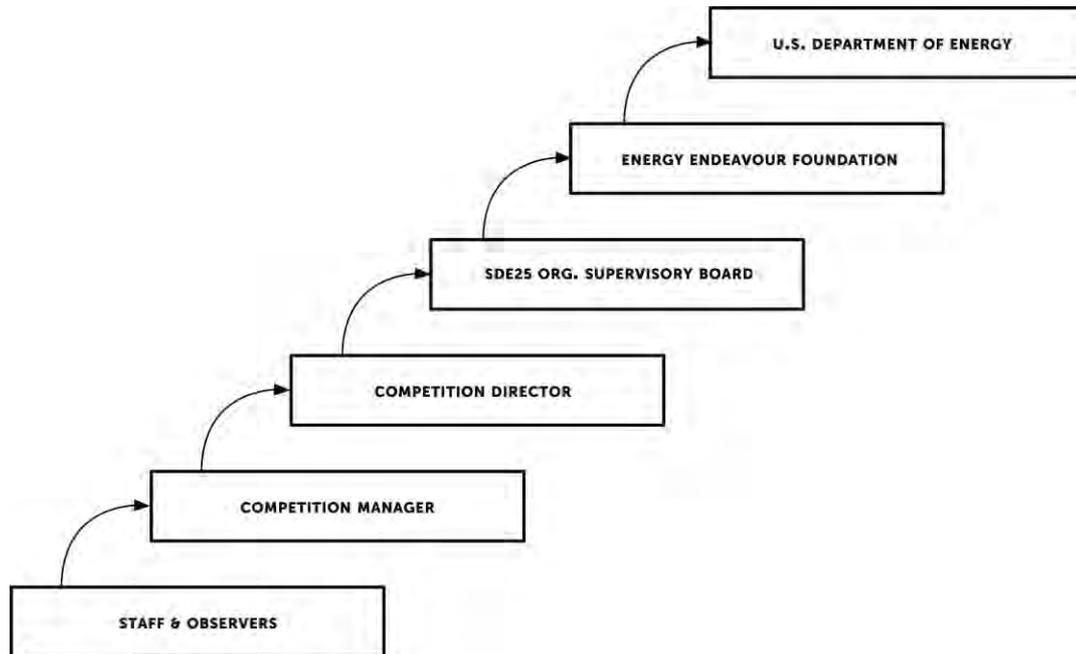 U.S. DEPARTMENT OF ENERGY
ENERGY ENDEAVOUR FOUNDATION
SDE25 ORG. SUPERVISORY BOARD
COMPETITION DIRECTOR
COMPETITION MANAGER
STAFF & OBSERVERS